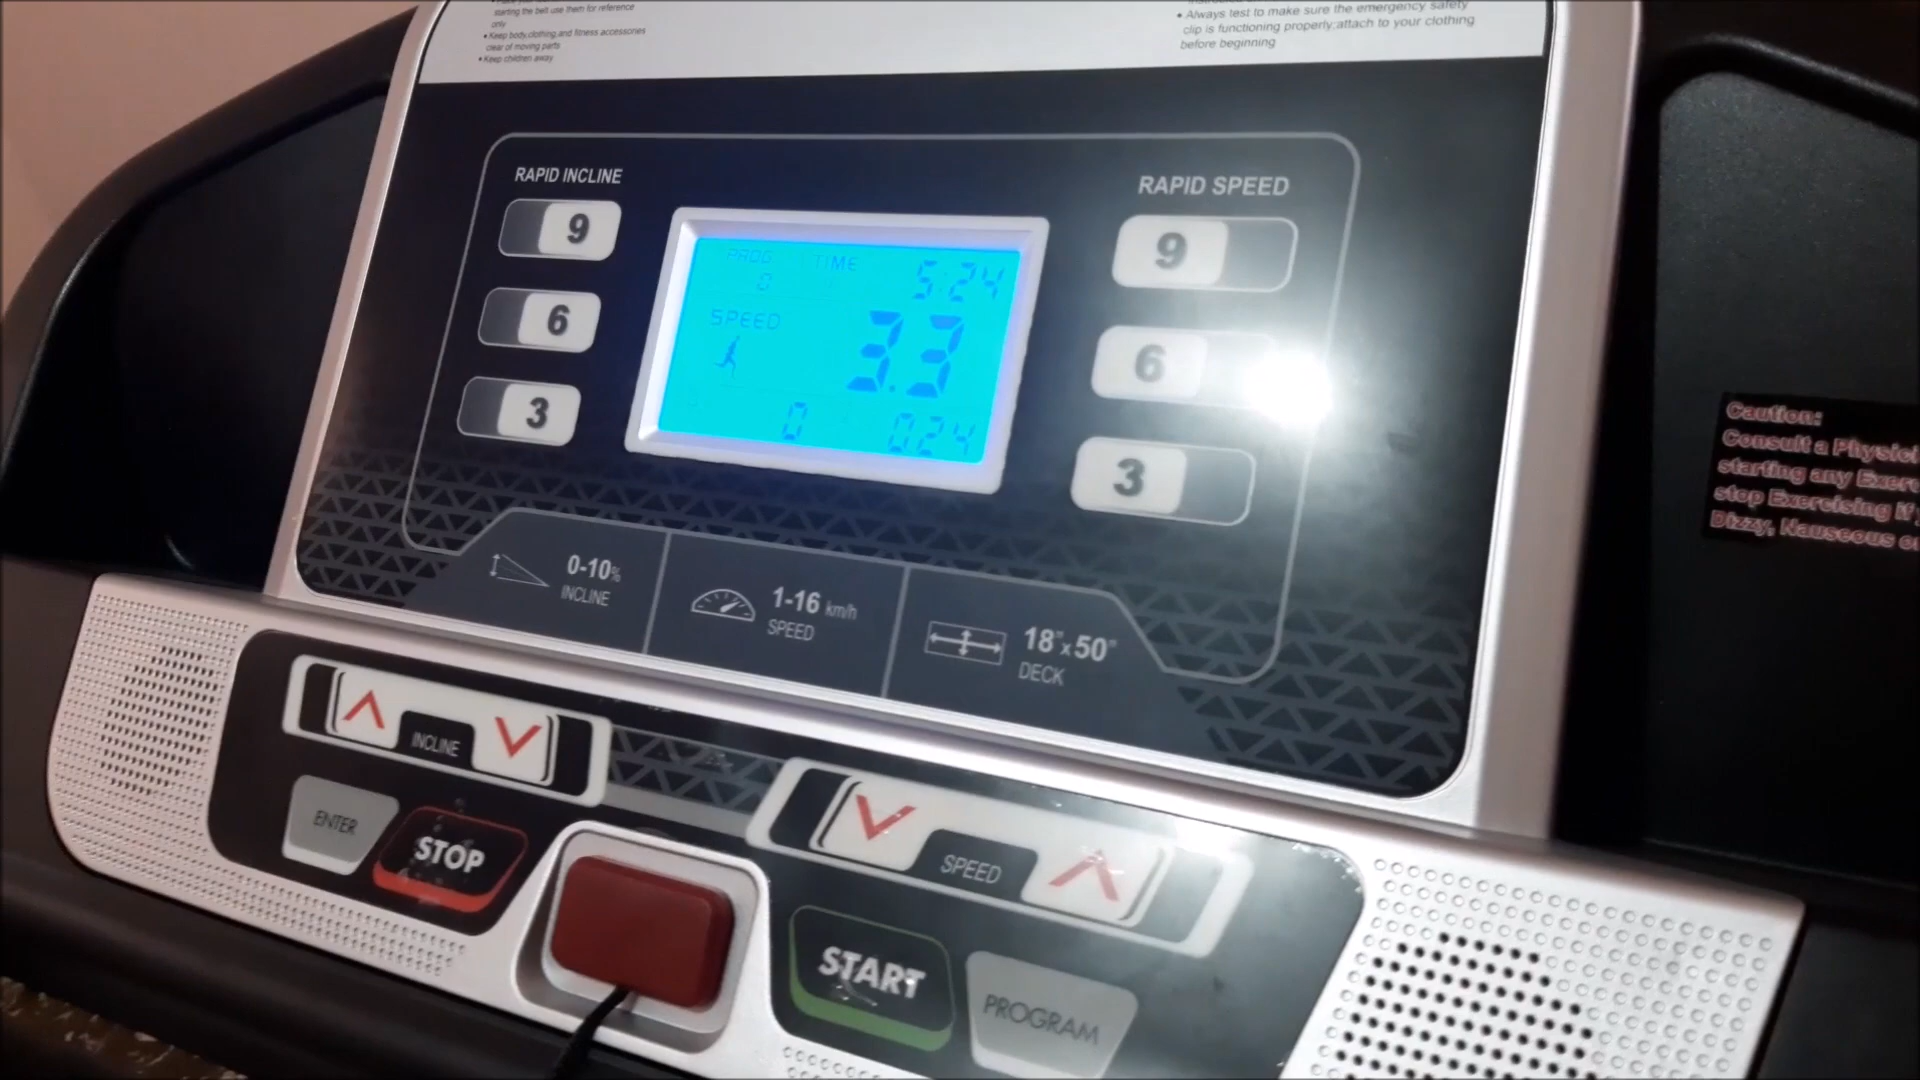 starting the belt use them for reference
only
• Keep body,clothing,and fitness accessories
clear of moving parts
• Keep children away
• Always test to make sure the emergency safety
clip is functioning properly;attach to your clothing
before beginning
RAPID INCLINE
9
6
3
PROG TIME 5:24
0
SPEED 3.3
0 024
RAPID SPEED
9
6
3
Caution:
Consult a Physici
starting any Exerc
stop Exercising if
Dizzy, Nauseous o
0-10%
INCLINE
1-16 km/h
SPEED
18"x50"
DECK
INCLINE
ENTER
STOP
SPEED
START
PROGRAM